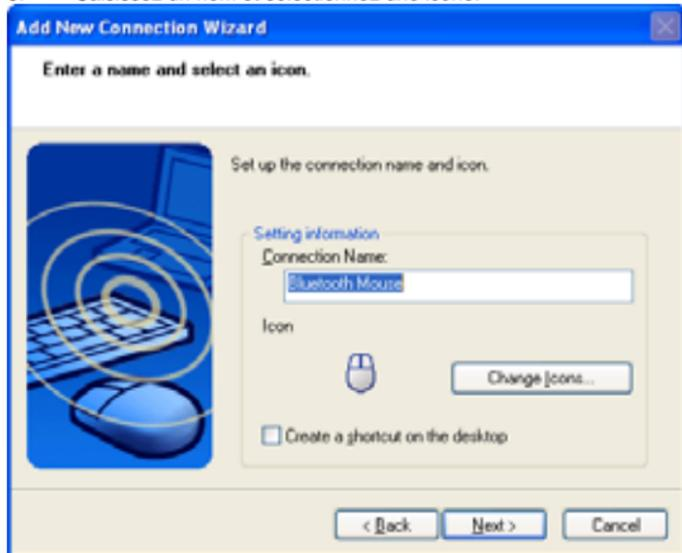 Add New Connection Wizard
Enter a name and select an icon.
Set up the connection name and icon.
Setting information
Connection Name:
Bluetooth Mouse
Icon
Change Icons...
Create a shortcut on the desktop
< Back
Next >
Cancel